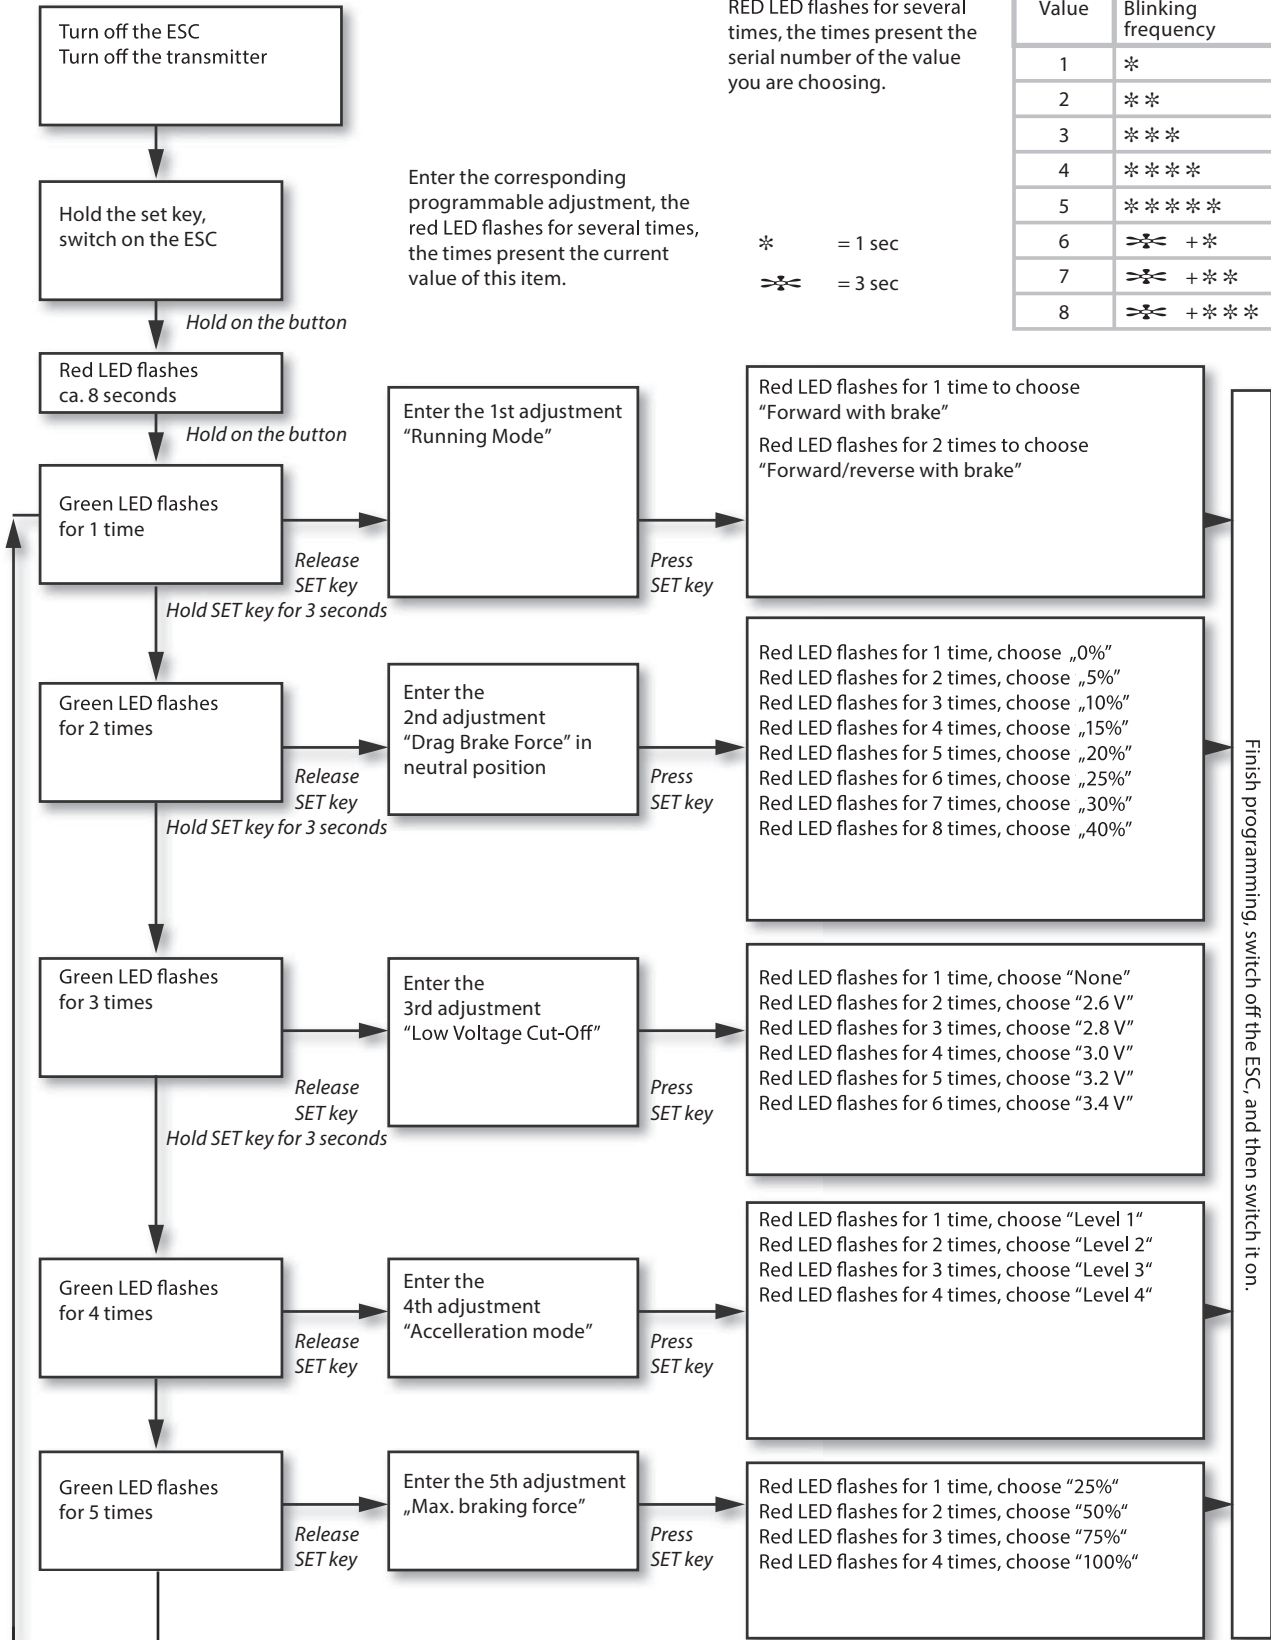 Turn off the ESC
Turn off the transmitter
RED LED flashes for several
times, the times present the
serial number of the value
you are choosing.
Value Blinking
frequency
1 *
2 **
3 ***
4 ****
5 *****
6 +*
7 +**
8 +***
Enter the corresponding
programmable adjustment, the
red LED flashes for several times,
the times present the current
value of this item.
* = 1 sec
= 3 sec
Hold the set key,
switch on the ESC
Hold on the button
Red LED flashes
ca. 8 seconds
Hold on the button
Green LED flashes
for 1 time
Release
SET key
Hold SET key for 3 seconds
Enter the 1st adjustment
“Running Mode”
Press
SET key
Red LED flashes for 1 time to choose
“Forward with brake”
Red LED flashes for 2 times to choose
“Forward/reverse with brake”
Green LED flashes
for 2 times
Release
SET key
Hold SET key for 3 seconds
Enter the
2nd adjustment
“Drag Brake Force” in
neutral position
Press
SET key
Red LED flashes for 1 time, choose „0%”
Red LED flashes for 2 times, choose „5%”
Red LED flashes for 3 times, choose „10%”
Red LED flashes for 4 times, choose „15%”
Red LED flashes for 5 times, choose „20%”
Red LED flashes for 6 times, choose „25%”
Red LED flashes for 7 times, choose „30%”
Red LED flashes for 8 times, choose „40%”
Green LED flashes
for 3 times
Release
SET key
Hold SET key for 3 seconds
Enter the
3rd adjustment
“Low Voltage Cut-Off”
Press
SET key
Red LED flashes for 1 time, choose “None”
Red LED flashes for 2 times, choose “2.6 V”
Red LED flashes for 3 times, choose “2.8 V”
Red LED flashes for 4 times, choose “3.0 V”
Red LED flashes for 5 times, choose “3.2 V”
Red LED flashes for 6 times, choose “3.4 V”
Green LED flashes
for 4 times
Release
SET key
Enter the
4th adjustment
“Accelleration mode”
Press
SET key
Red LED flashes for 1 time, choose “Level 1“
Red LED flashes for 2 times, choose “Level 2“
Red LED flashes for 3 times, choose “Level 3“
Red LED flashes for 4 times, choose “Level 4“
Green LED flashes
for 5 times
Release
SET key
Enter the 5th adjustment
„Max. braking force”
Press
SET key
Red LED flashes for 1 time, choose “25%“
Red LED flashes for 2 times, choose “50%“
Red LED flashes for 3 times, choose “75%“
Red LED flashes for 4 times, choose “100%“
Finish programming, switch off the ESC, and then switch it on.